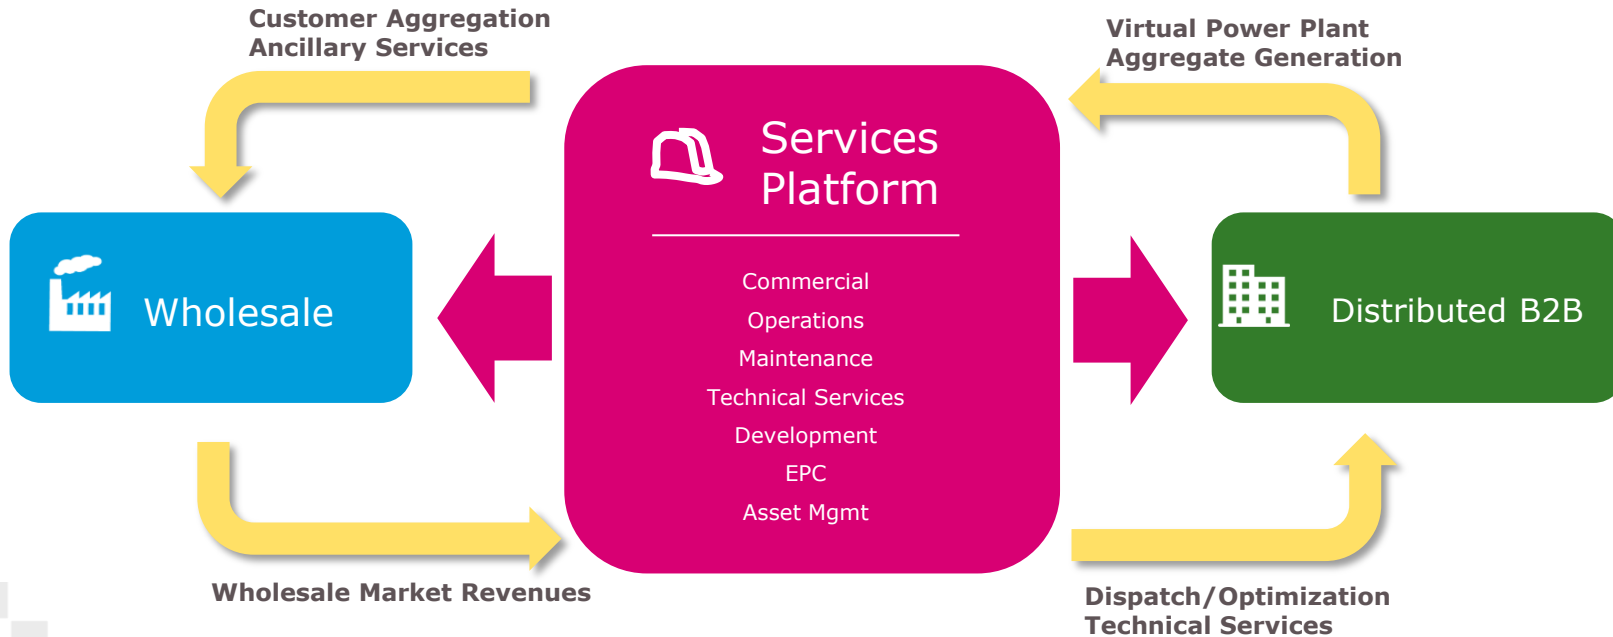 Customer Aggregation
Ancillary Services
Virtual Power Plant
Aggregate Generation
Services
Platform
Commercial
Operations
Maintenance
Technical Services
Development
EPC
Asset Mgmt
Wholesale
Distributed B2B
Wholesale Market Revenues
Dispatch/Optimization
Technical Services